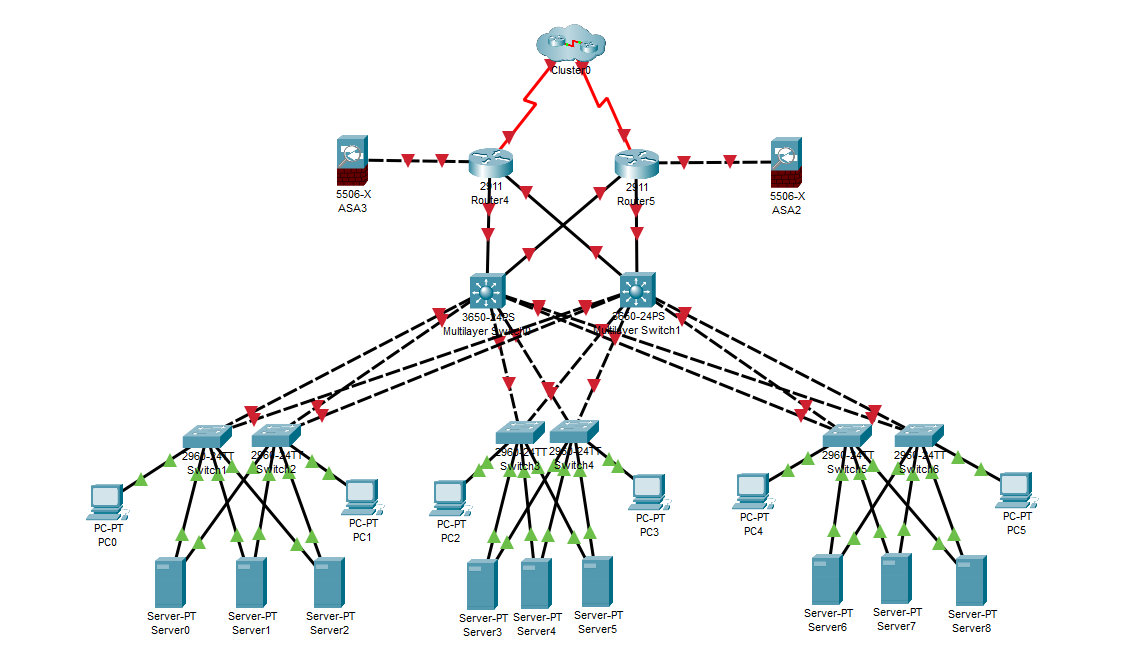 Cluster0
5506-X
ASA3
2911
Router4
2911
Router5
5506-X
ASA2
3650-24PS
Multilayer Switch0
3650-24PS
Multilayer Switch1
2960-24TT
Switch1
2960-24TT
Switch2
2960-24TT
Switch3
2960-24TT
Switch4
2960-24TT
Switch5
2960-24TT
Switch6
PC-PT
PC0
PC-PT
PC1
PC-PT
PC2
PC-PT
PC3
PC-PT
PC4
PC-PT
PC5
Server-PT
Server0
Server-PT
Server1
Server-PT
Server2
Server-PT
Server3
Server-PT
Server4
Server-PT
Server5
Server-PT
Server6
Server-PT
Server7
Server-PT
Server8